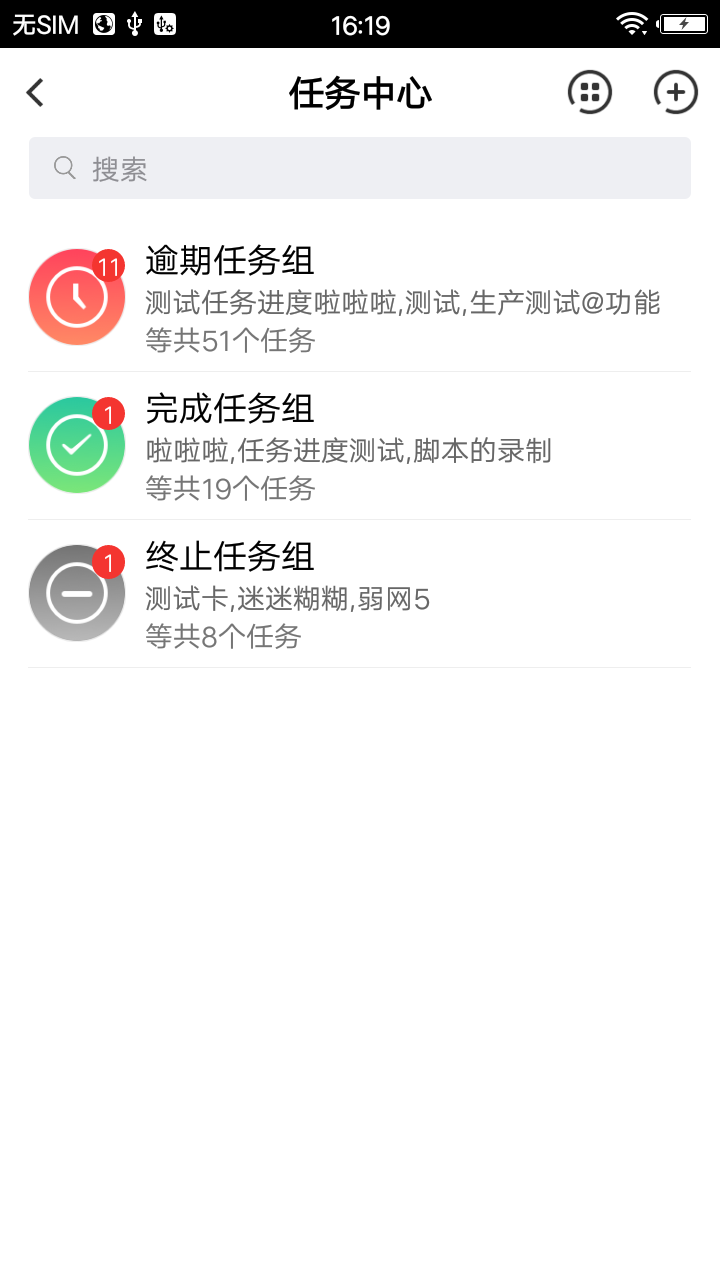 无SIM 16:19
任务中心
搜索
11
逾期任务组
测试任务进度啦啦啦,测试,生产测试@功能
等共51个任务
1
完成任务组
啦啦啦,任务进度测试,脚本的录制
等共19个任务
1
终止任务组
测试卡,迷迷糊糊,弱网5
等共8个任务